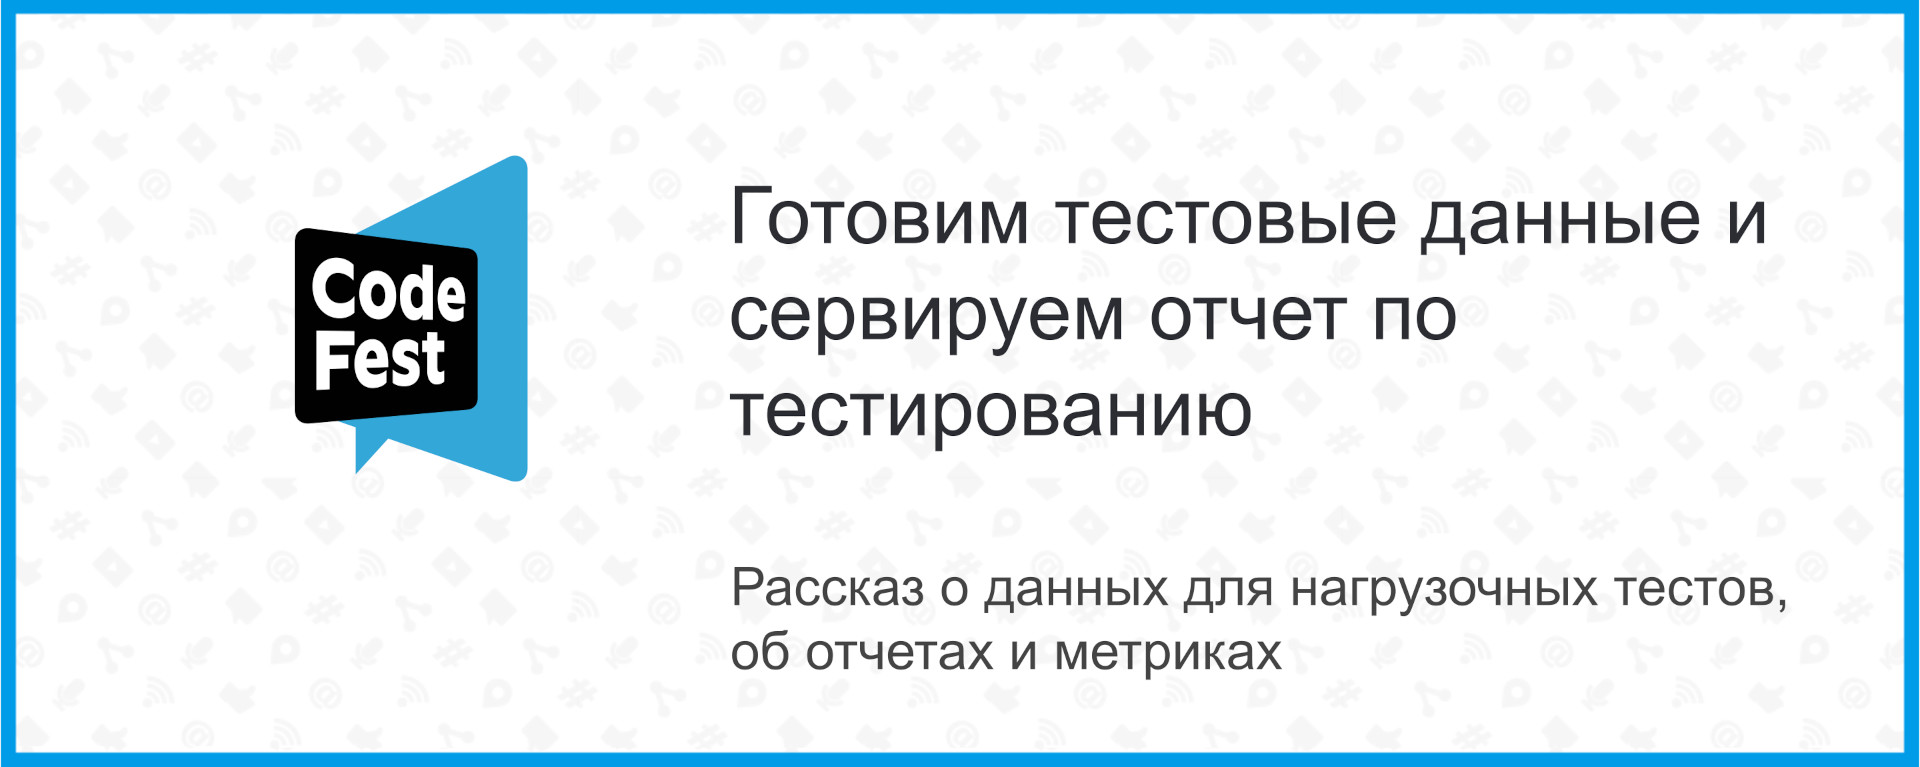 Code
Fest
Готовим тестовые данные и
сервируем отчет по
тестированию
Рассказ о данных для нагрузочных тестов,
об отчетах и метриках